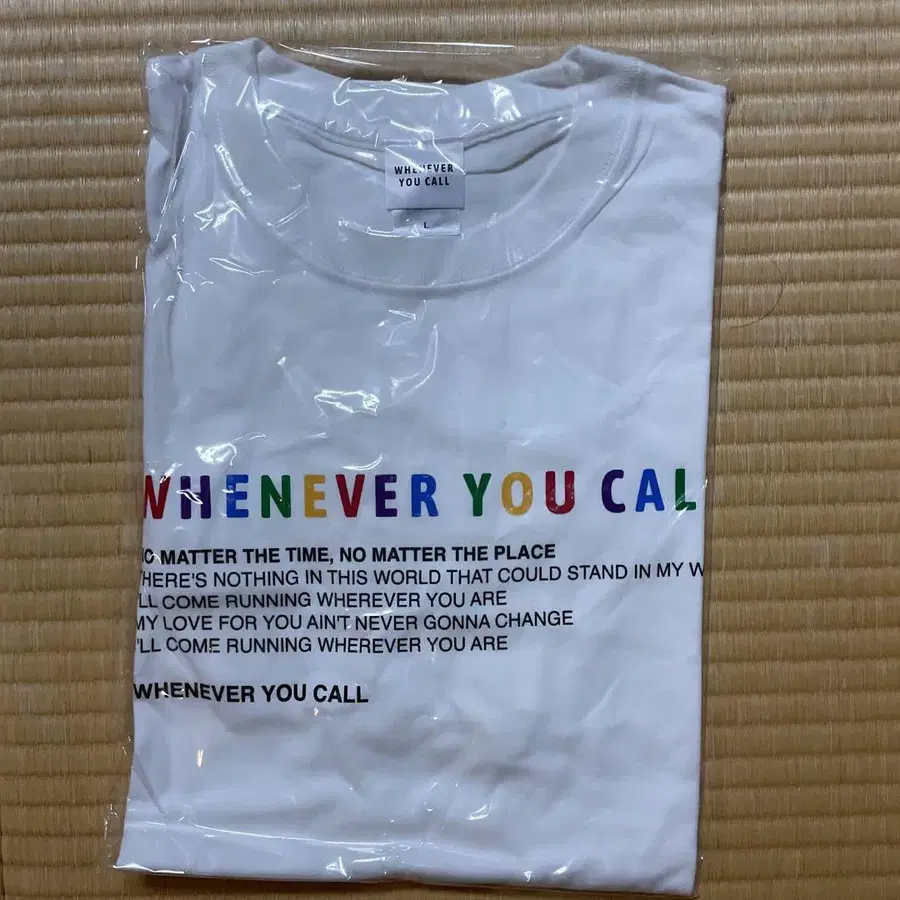 WHENEVER
YOU CALL
L
WHENEVER YOU CAL
NO MATTER THE TIME, NO MATTER THE PLACE
THERE'S NOTHING IN THIS WORLD THAT COULD STAND IN MY W
I'LL COME RUNNING WHEREVER YOU ARE
MY LOVE FOR YOU AIN'T NEVER GONNA CHANGE
I'LL COME RUNNING WHEREVER YOU ARE
WHENEVER YOU CALL